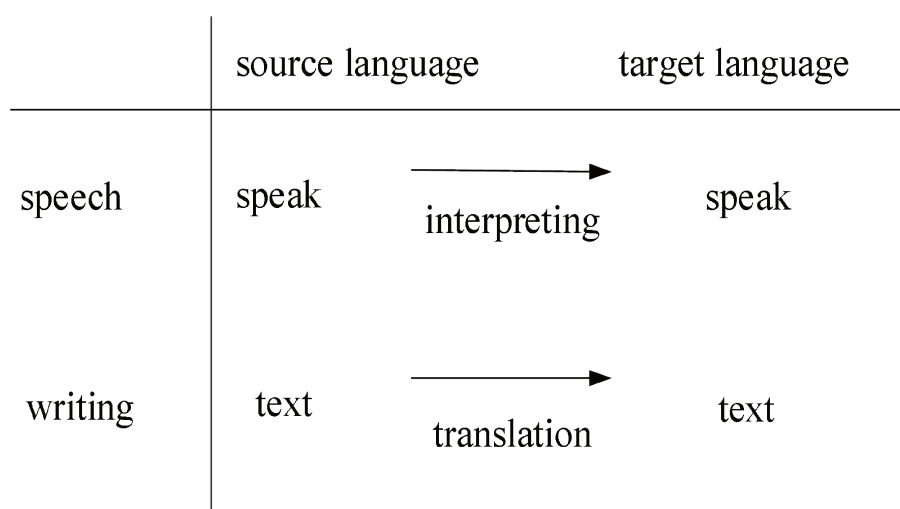 source language target language
speech speak interpreting speak
writing text translation text